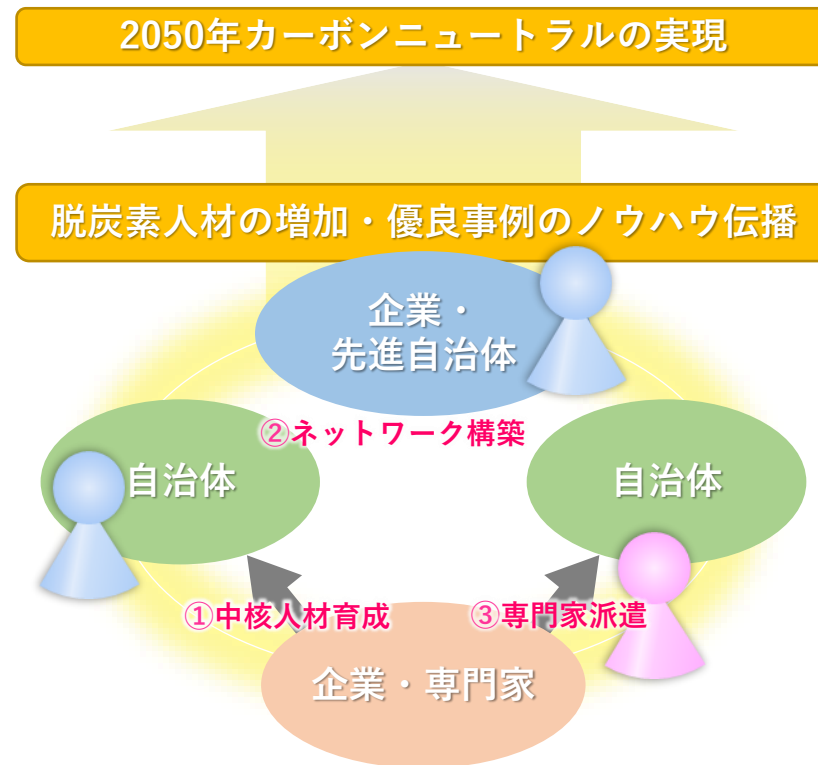 2050年カーボンニュートラルの実現
脱炭素人材の増加・優良事例のノウハウ伝播
企業・
先進自治体
②ネットワーク構築
自治体
自治体
①中核人材育成
③専門家派遣
企業・専門家